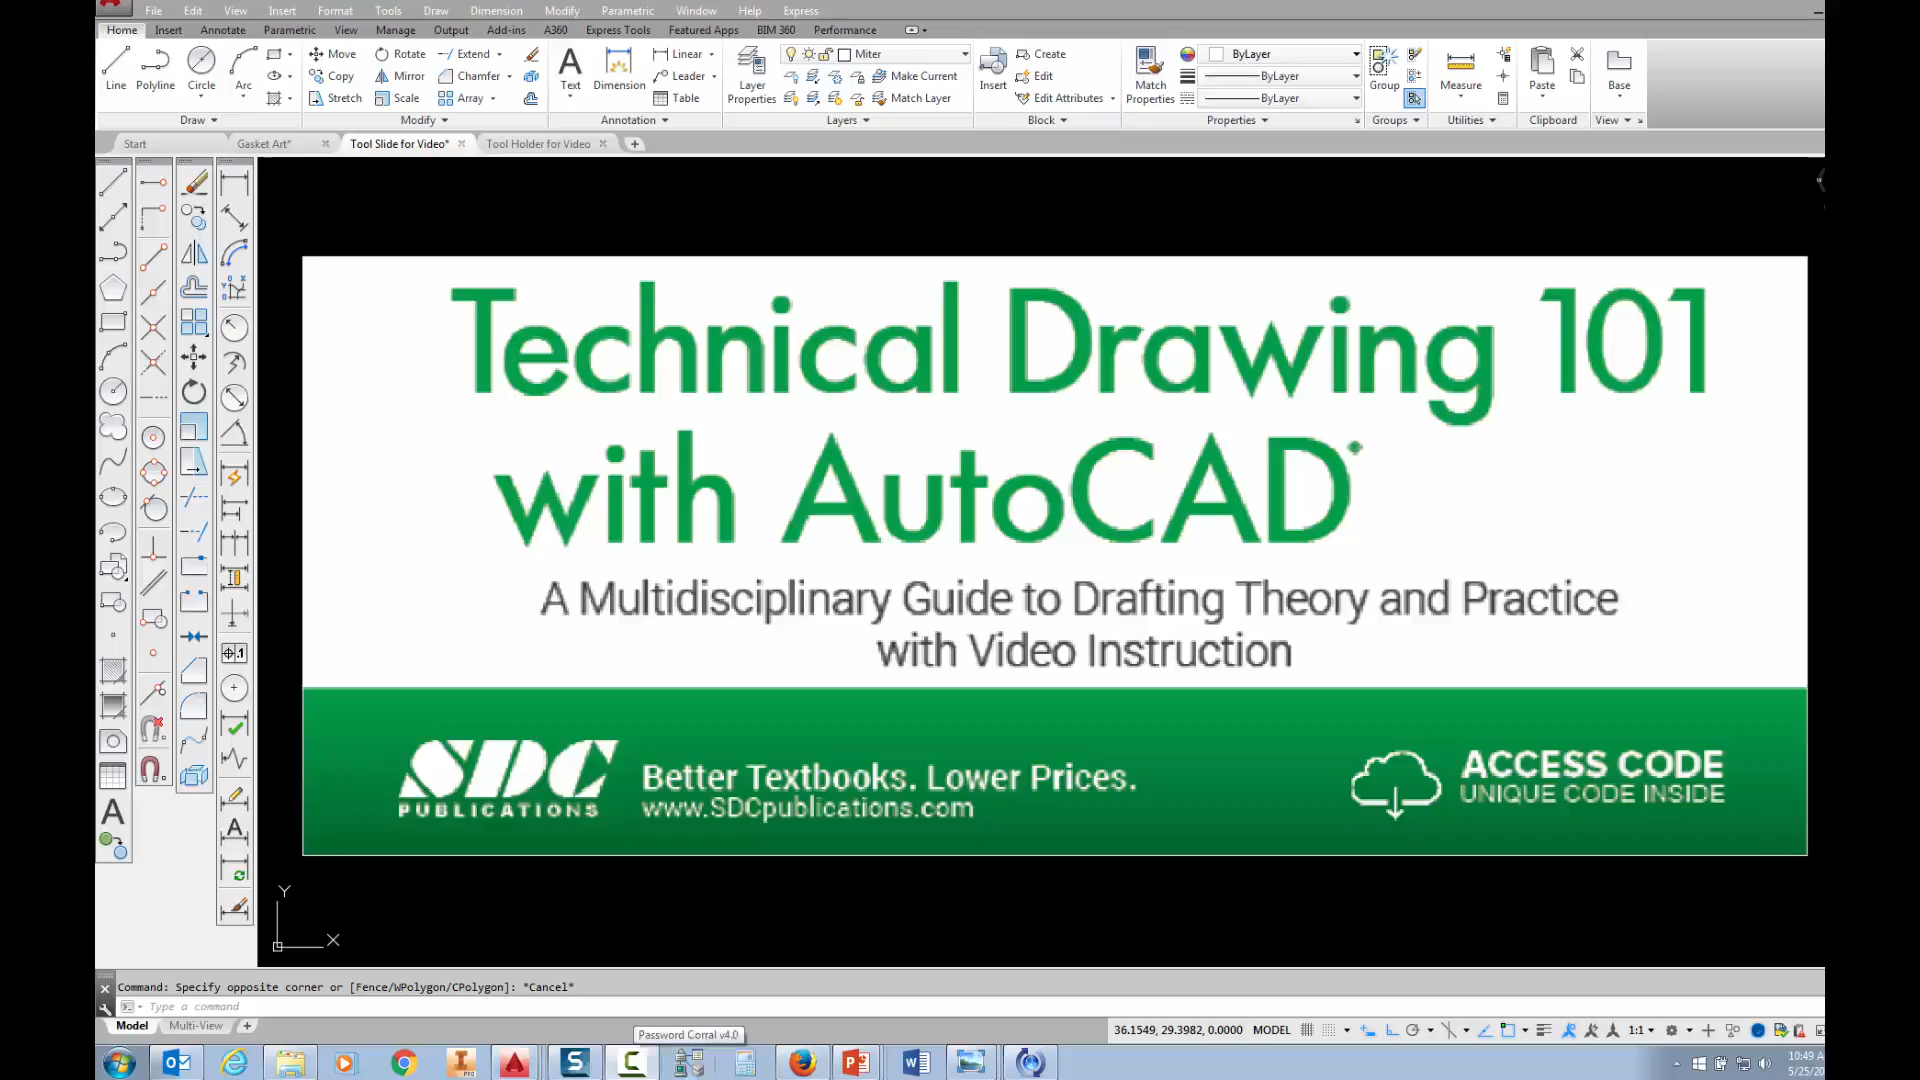 File Edit View Insert Format Tools Draw Dimension Modify Parametric Window Help Express
Home Insert Annotate Parametric View Manage Output Add-ins A360 Express Tools Featured Apps BIM 360 Performance
Line Polyline Circle Arc
Move Rotate Extend
Copy Mirror Chamfer
Stretch Scale Array
Text Dimension
Linear
Leader
Table
Layer Properties
Miter
Make Current
Match Layer
Insert
Create
Edit
Edit Attributes
Match Properties
ByLayer
ByLayer
ByLayer
Group Measure Paste Base
Draw Modify Annotation Layers Block Properties Groups Utilities Clipboard View
Start Gasket Art* Tool Slide for Video* Tool Holder for Video
Technical Drawing 101
with AutoCAD
A Multidisciplinary Guide to Drafting Theory and Practice
with Video Instruction
SDC
PUBLICATIONS
Better Textbooks. Lower Prices.
www.SDCpublications.com
ACCESS CODE
UNIQUE CODE INSIDE
Y
X
Command: Specify opposite corner or [Fence/WPolygon/CPolygon]: *Cancel*
Type a command
Model Multi-View
Password Corral v4.0
36.1549, 29.3982, 0.0000 MODEL 1:1
10:49 A
5/25/20